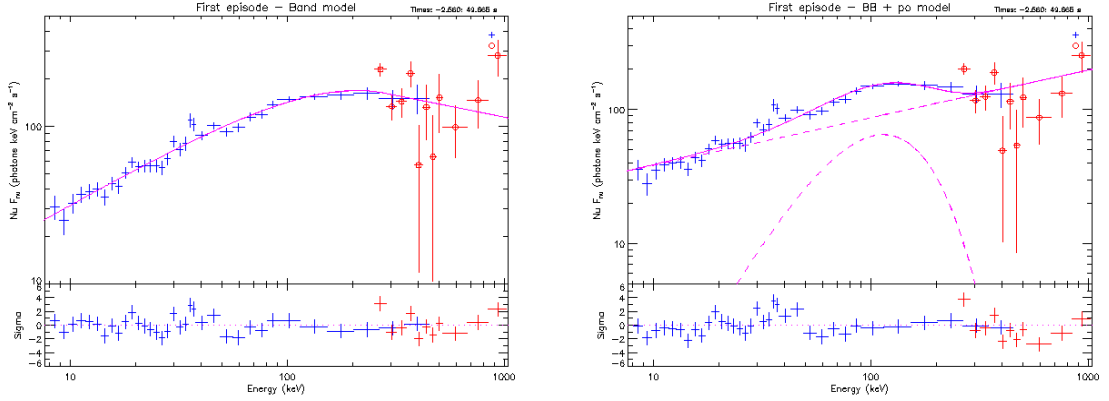 First episode - Band model
Times: -2.560: 49.665 s
Nu Fnu (photons keV cm-2 s-1)
100
10
Sigma
6
4
2
0
-2
-4
-6
10
100
1000
Energy (keV)
First episode - BB + po model
Times: -2.560: 49.665 s
Nu Fnu (photons keV cm-2 s-1)
100
10
Sigma
6
4
2
0
-2
-4
-6
10
100
1000
Energy (keV)